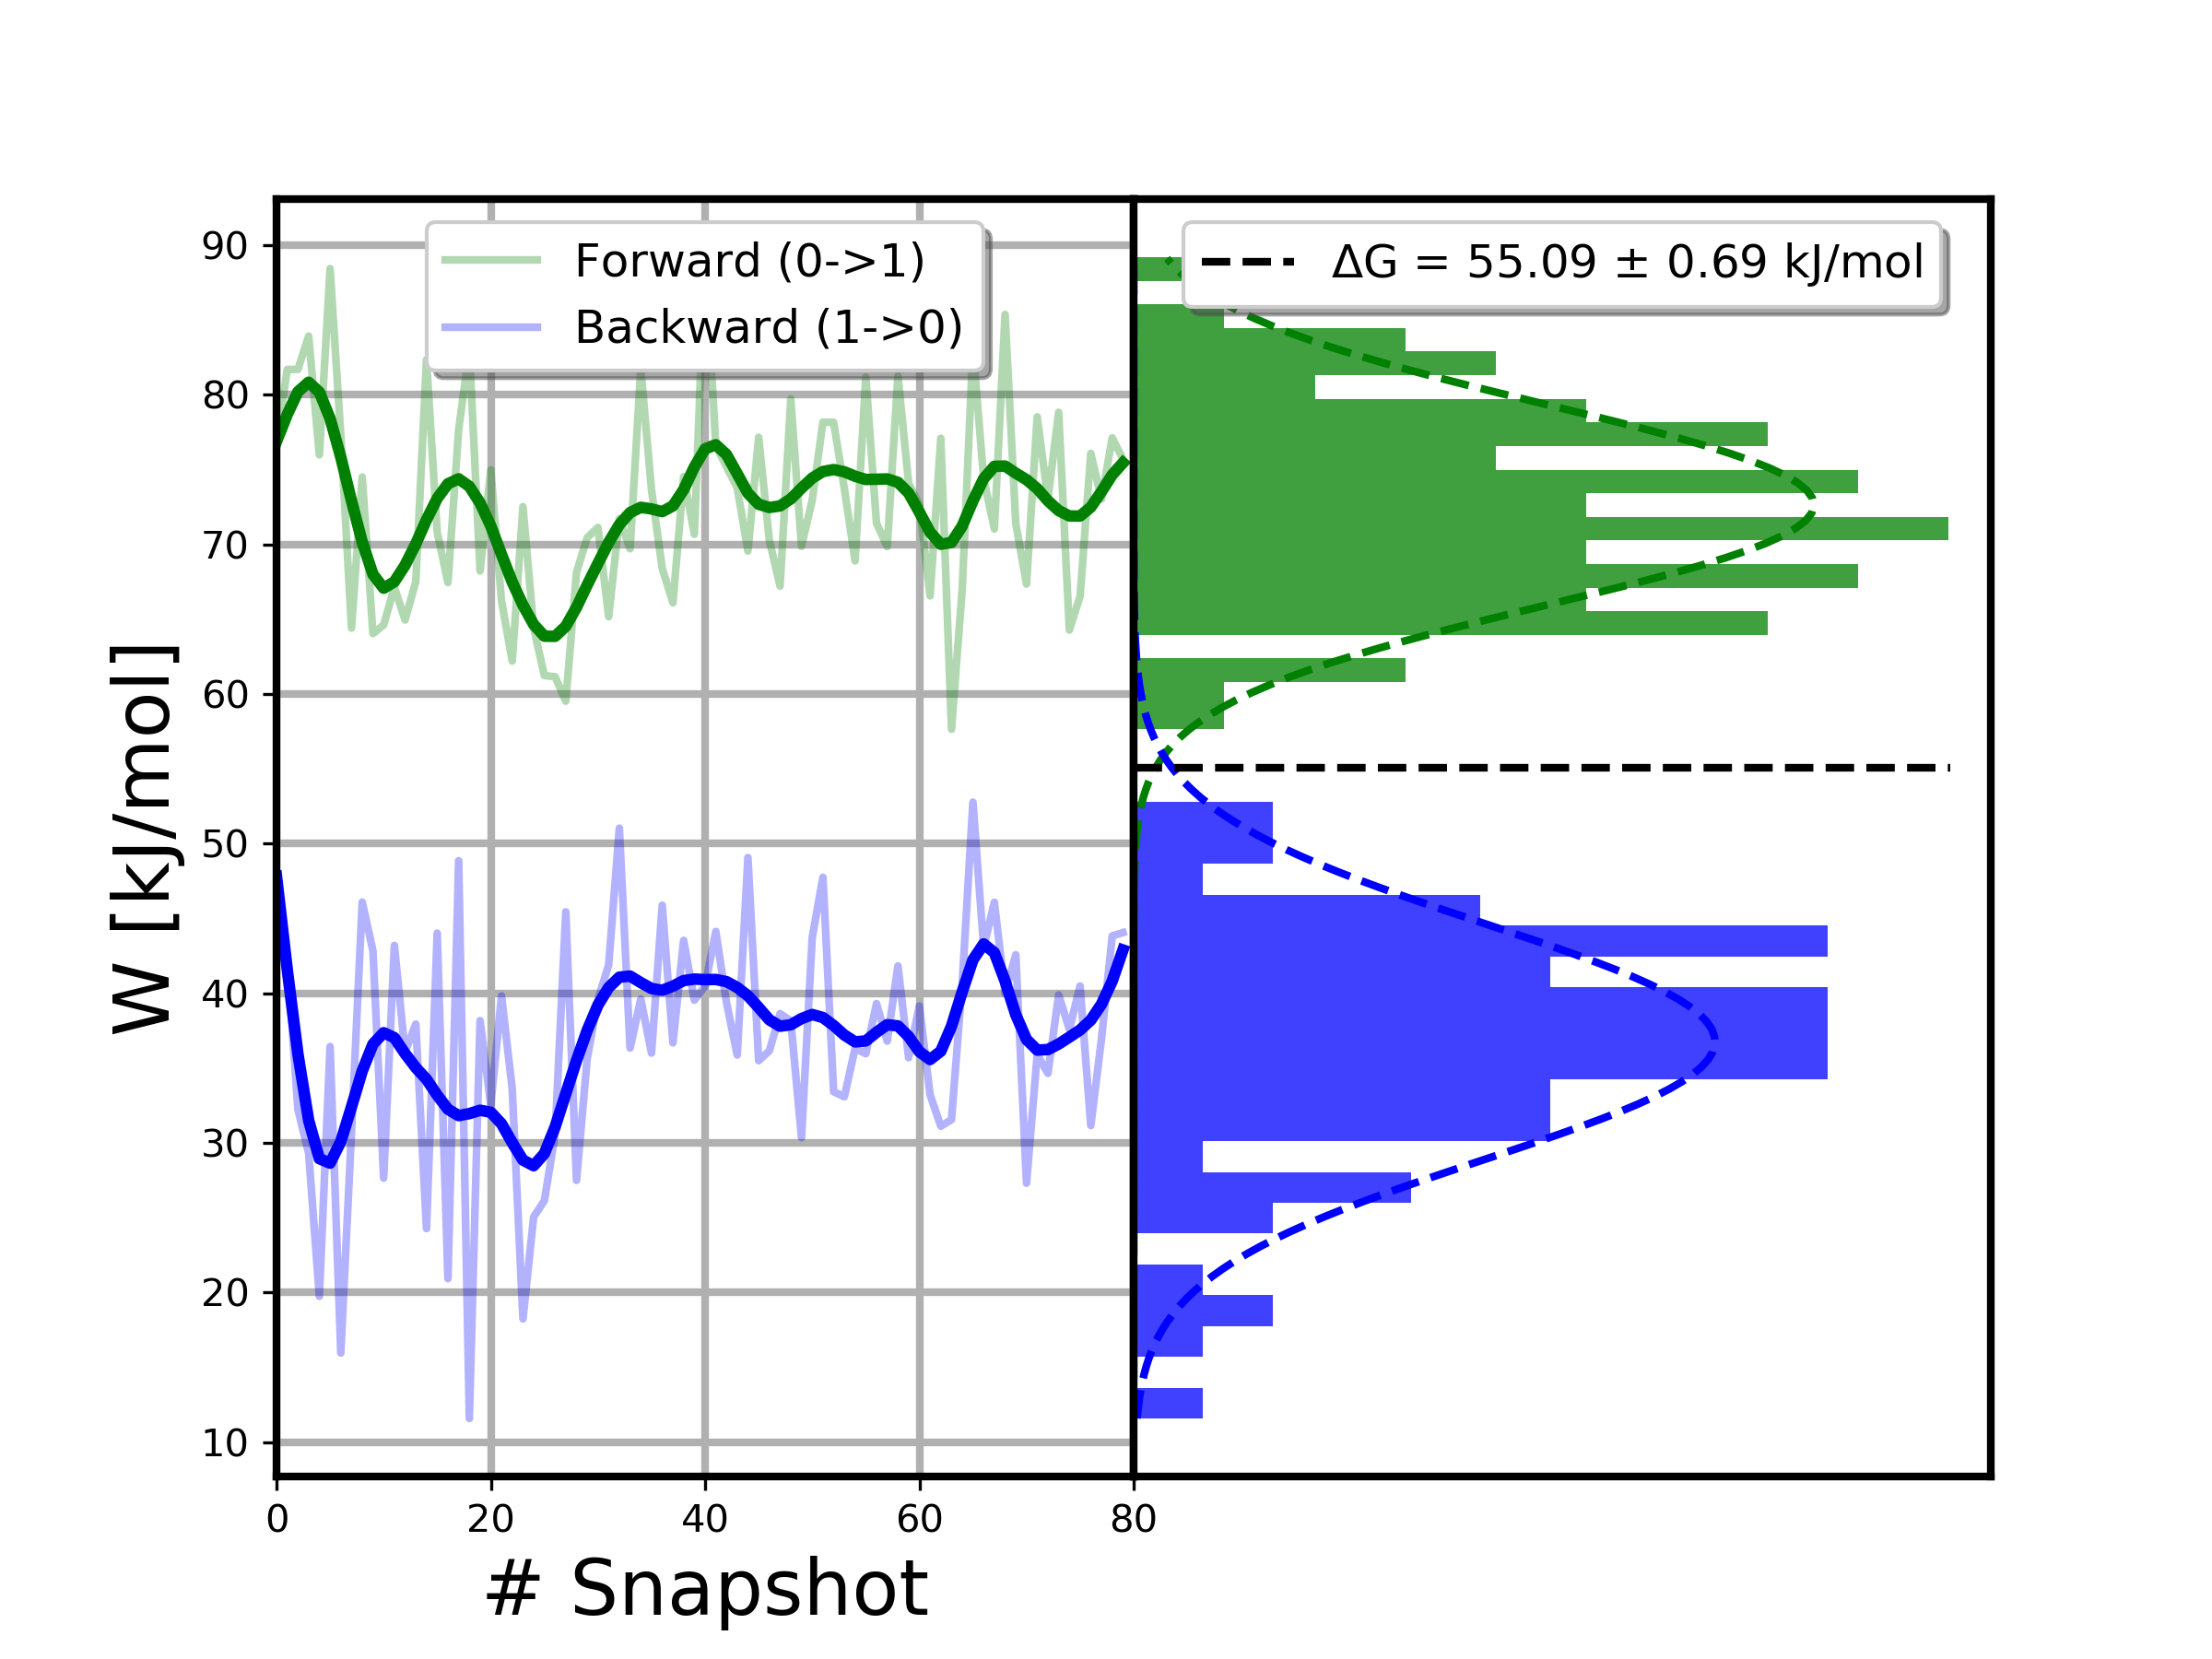 Forward (0->1)
Backward (1->0)
ΔG = 55.09 ± 0.69 kJ/mol
W [kJ/mol]
90
80
70
60
50
40
30
20
10
0 20 40 60 80
# Snapshot